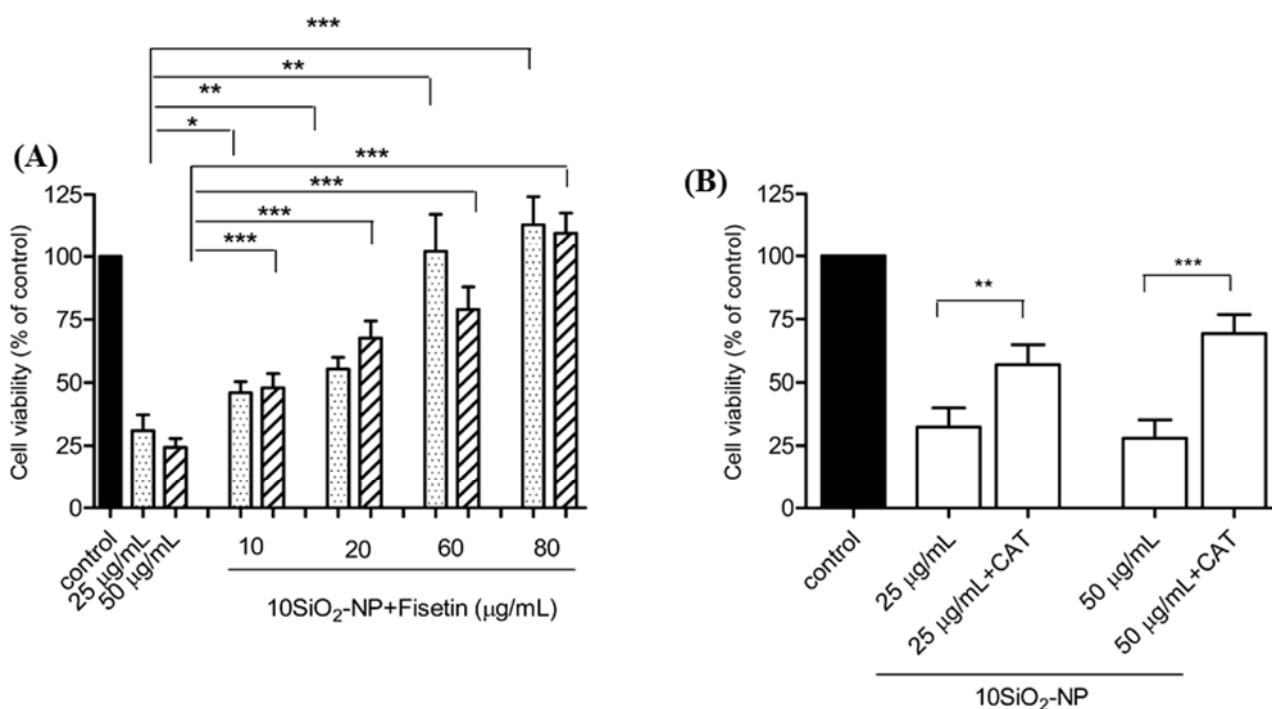 (A)
***
**
**
*
***
***
***
***
Cell viability (% of control)
125
100
75
50
25
0
control
25 µg/mL
50 µg/mL
10 20 60 80
10SiO₂-NP+Fisetin (µg/mL)
(B)
**
***
Cell viability (% of control)
125
100
75
50
25
0
control
25 µg/mL
25 µg/mL+CAT
50 µg/mL
50 µg/mL+CAT
10SiO₂-NP